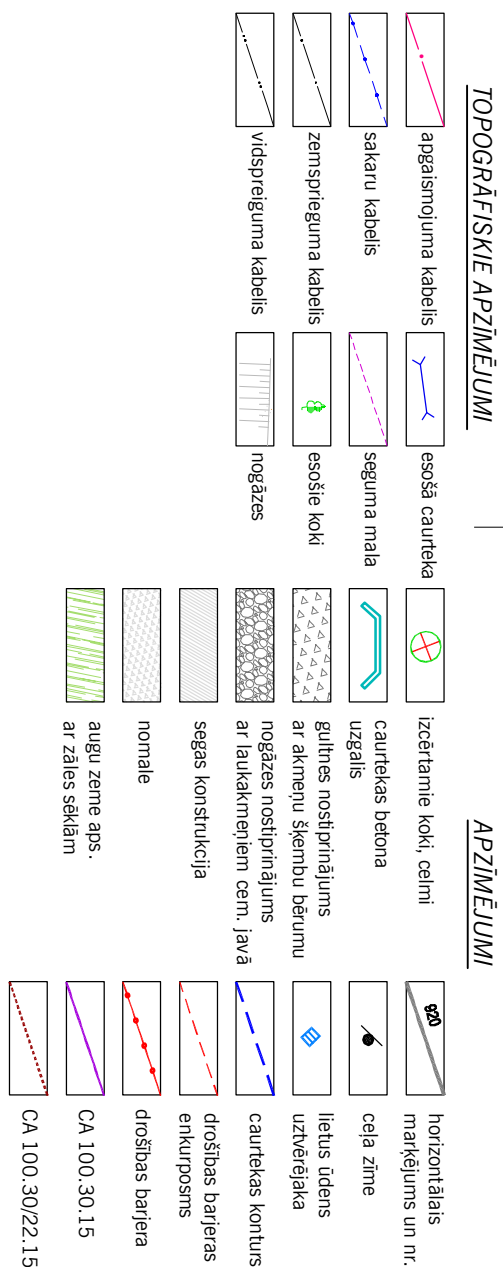 TOPOGRĀFISKIE APZĪMĒJUMI
apgaismojuma kabelis
sakaru kabelis
zemsprieguma kabelis
vidspreiguma kabelis
esošā caurteka
seguma mala
esošie koki
nogāzes
APZĪMĒJUMI
izcērtamie koki, celmi
caurtekas betona
uzgalis
gultnes nostiprinājums
ar akmeņu šķembu bērumu
nogāzes nostiprinājums
ar laukakmeņiem cem. javā
segas konstrukcija
nomale
augu zeme aps.
ar zāles sēklām
920
horizontālais
marķējums un nr.
ceļa zīme
lietus ūdens
uztvērējaka
caurtekas konturs
drošības barjeras
enkurposms
drošības barjera
CA 100.30.15
CA 100.30/22.15